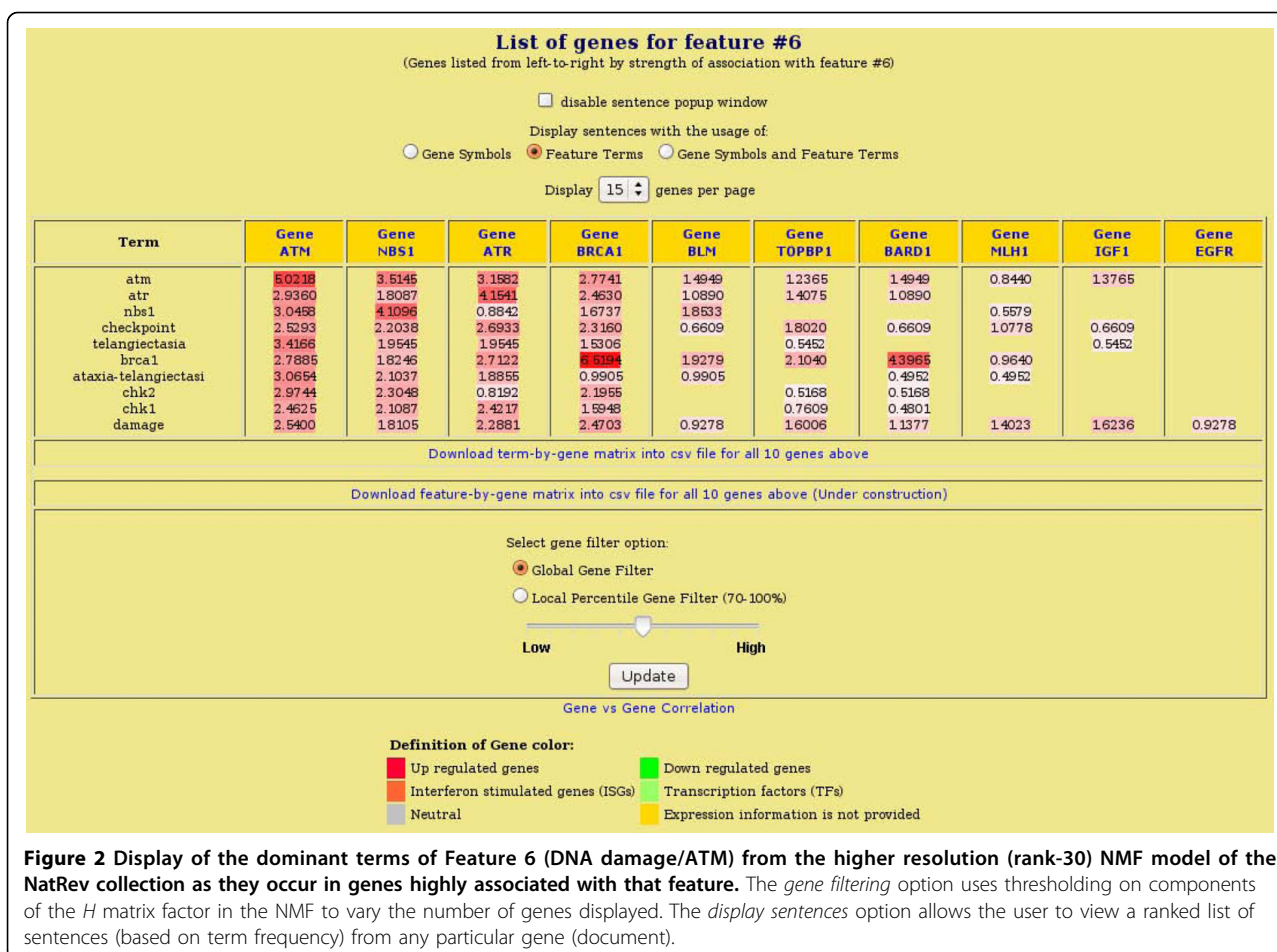 List of genes for feature #6
(Genes listed from left-to-right by strength of association with feature #6)
disable sentence popup window
Display sentences with the usage of:
Gene Symbols Feature Terms Gene Symbols and Feature Terms
Display 15 genes per page
Term Gene ATM Gene NBS1 Gene ATR Gene BRCA1 Gene BLM Gene TOPBP1 Gene BARD1 Gene MLH1 Gene IGF1 Gene EGFR
atm 5.0218 3.5145 3.1582 2.7741 1.4949 1.2365 1.4949 0.8440 1.3765
atr 2.9360 1.8087 4.1541 2.4630 1.0890 1.4075 1.0890
nbs1 3.0458 4.1096 0.8842 1.6737 1.8533 0.5579
checkpoint 2.5293 2.2038 2.6933 2.3160 0.6609 1.8020 0.6609 1.0778 0.6609
telangiectasia 3.4166 1.9545 1.9545 1.5306 0.5452 0.5452
brca1 2.7885 1.8246 2.7122 6.5194 1.9279 2.1040 4.3965 0.9640
ataxia-telangiectasi 3.0654 2.1037 1.8855 0.9905 0.9905 0.4952 0.4952
chk2 2.9744 2.3048 0.8192 2.1955 0.5168 0.5168
chk1 2.4625 2.1087 2.4217 1.5948 0.7609 0.4801
damage 2.5400 1.8105 2.2881 2.4703 0.9278 1.6006 1.1377 1.4023 1.6236 0.9278
Download term-by-gene matrix into csv file for all 10 genes above
Download feature-by-gene matrix into csv file for all 10 genes above (Under construction)
Select gene filter option:
Global Gene Filter
Local Percentile Gene Filter (70-100%)
Low High
Update
Gene vs Gene Correlation
Definition of Gene color:
Up regulated genes Down regulated genes
Interferon stimulated genes (ISGs) Transcription factors (TFs)
Neutral Expression information is not provided
Figure 2 Display of the dominant terms of Feature 6 (DNA damage/ATM) from the higher resolution (rank-30) NMF model of the
NatRev collection as they occur in genes highly associated with that feature. The gene filtering option uses thresholding on components
of the H matrix factor in the NMF to vary the number of genes displayed. The display sentences option allows the user to view a ranked list of
sentences (based on term frequency) from any particular gene (document).